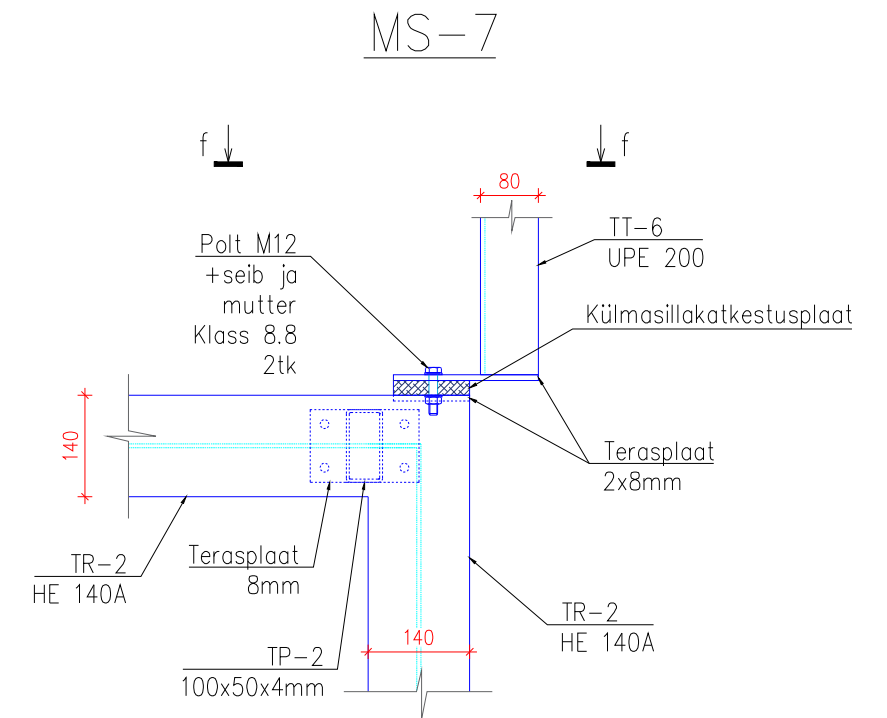 MS-7
f
f
80
Polt M12
+seib ja
mutter
Klass 8.8
2tk
TT-6
UPE 200
Külmasillakatkestusplaat
140
Terasplaat
2x8mm
TR-2
HE 140A
Terasplaat
8mm
TP-2
100x50x4mm
140
TR-2
HE 140A